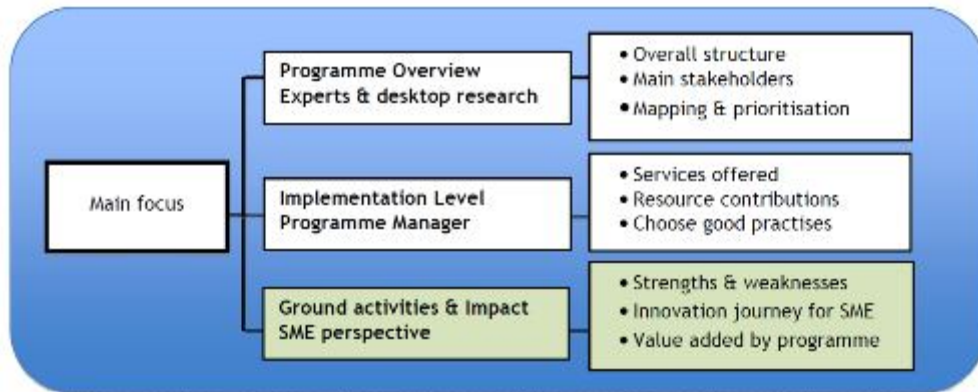 Main focus
Programme Overview
Experts & desktop research
• Overall structure
• Main stakeholders
• Mapping & prioritisation
Implementation Level
Programme Manager
• Services offered
• Resource contributions
• Choose good practises
Ground activities & Impact
SME perspective
• Strengths & weaknesses
• Innovation journey for SME
• Value added by programme